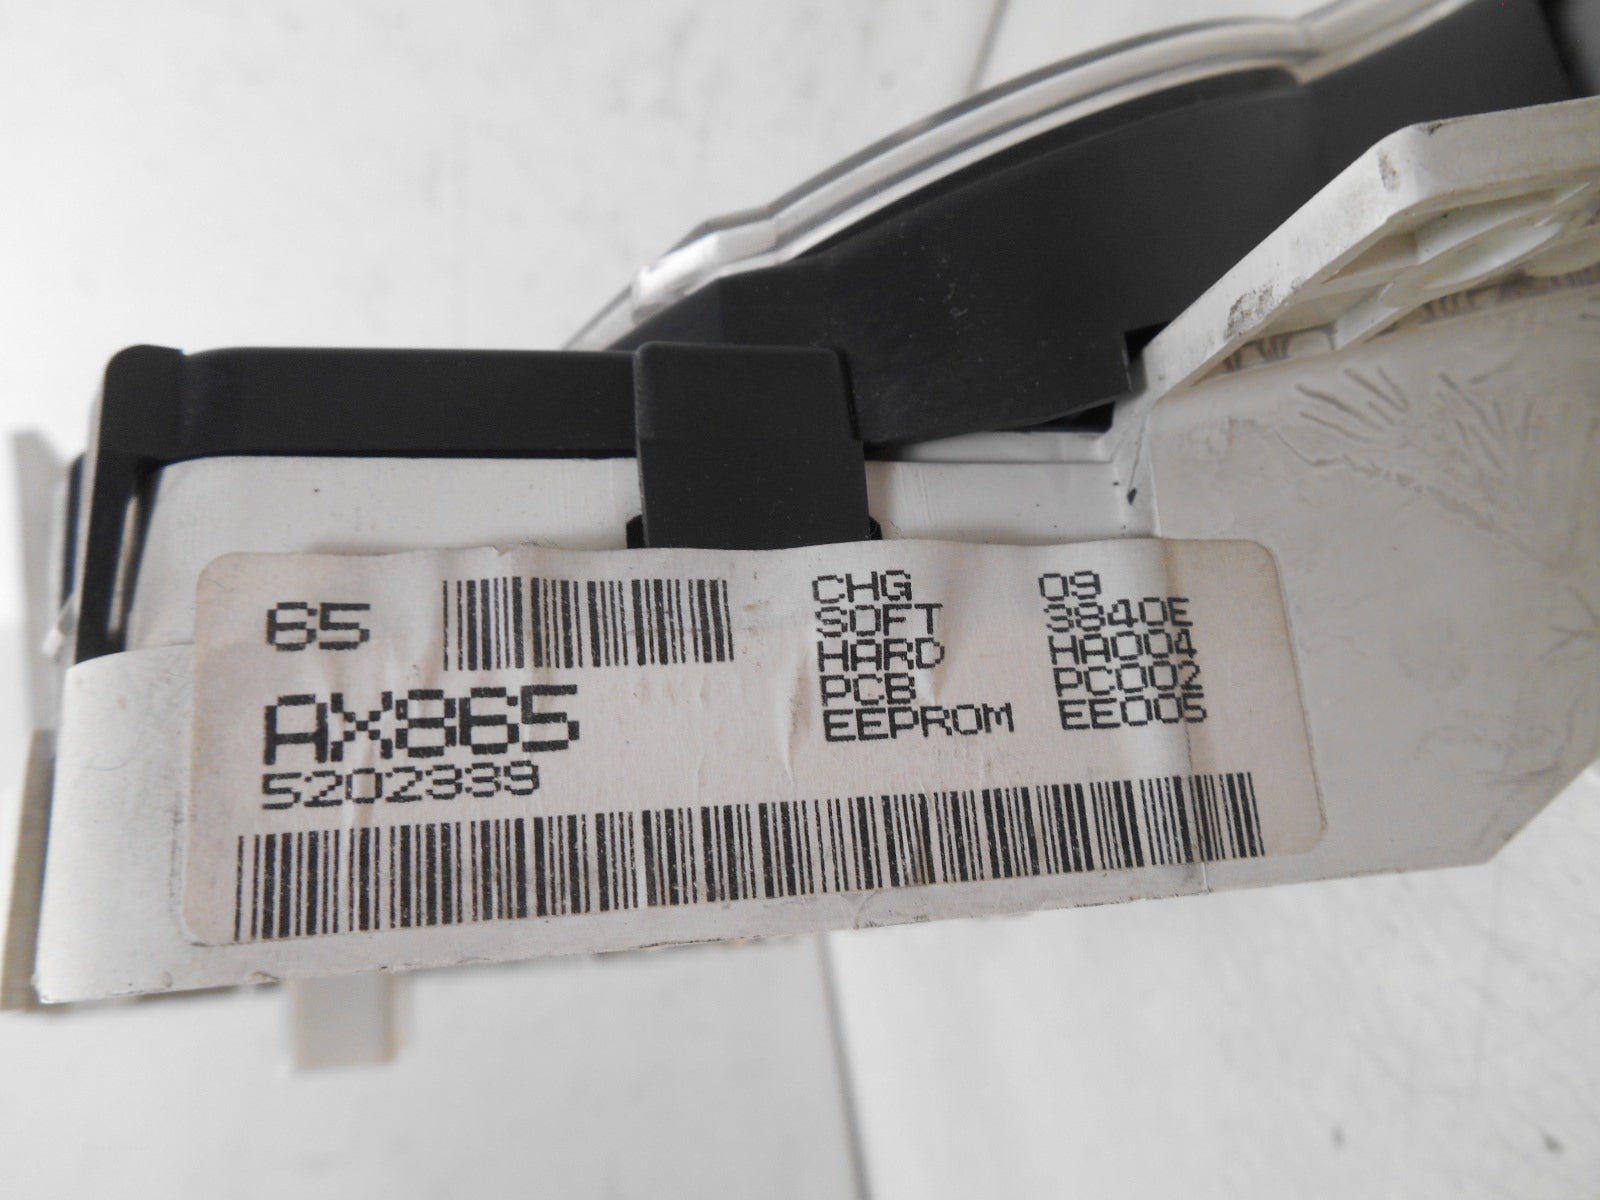 65
AX865
5202339
CHG 09
SOFT 3840E
HARD HA004
PCB PC002
EEPROM EE005